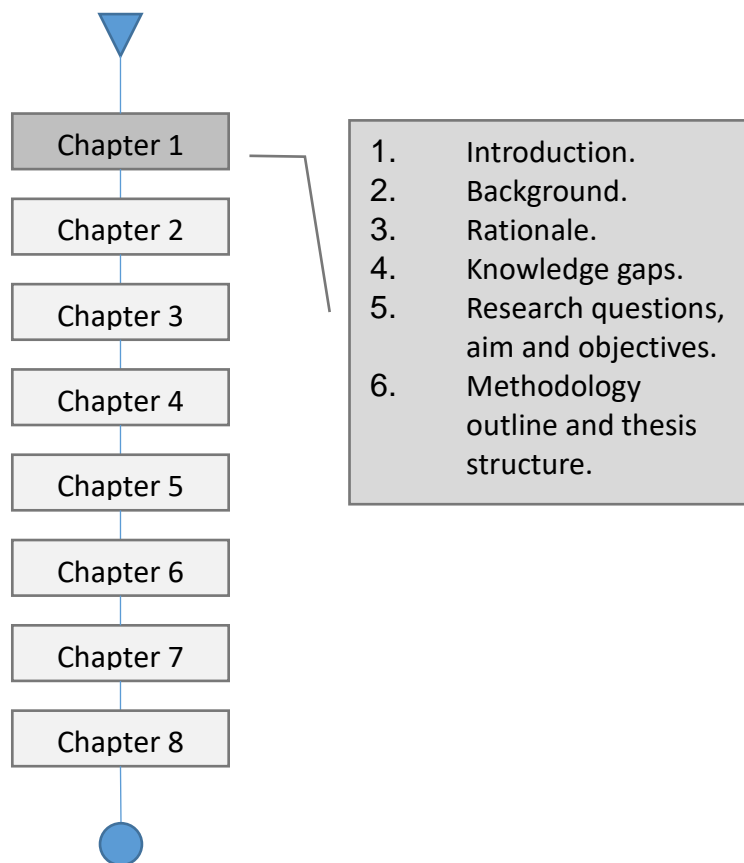 Chapter 1
Chapter 2
Chapter 3
Chapter 4
Chapter 5
Chapter 6
Chapter 7
Chapter 8
1. Introduction.
2. Background.
3. Rationale.
4. Knowledge gaps.
5. Research questions,
aim and objectives.
6. Methodology
outline and thesis
structure.